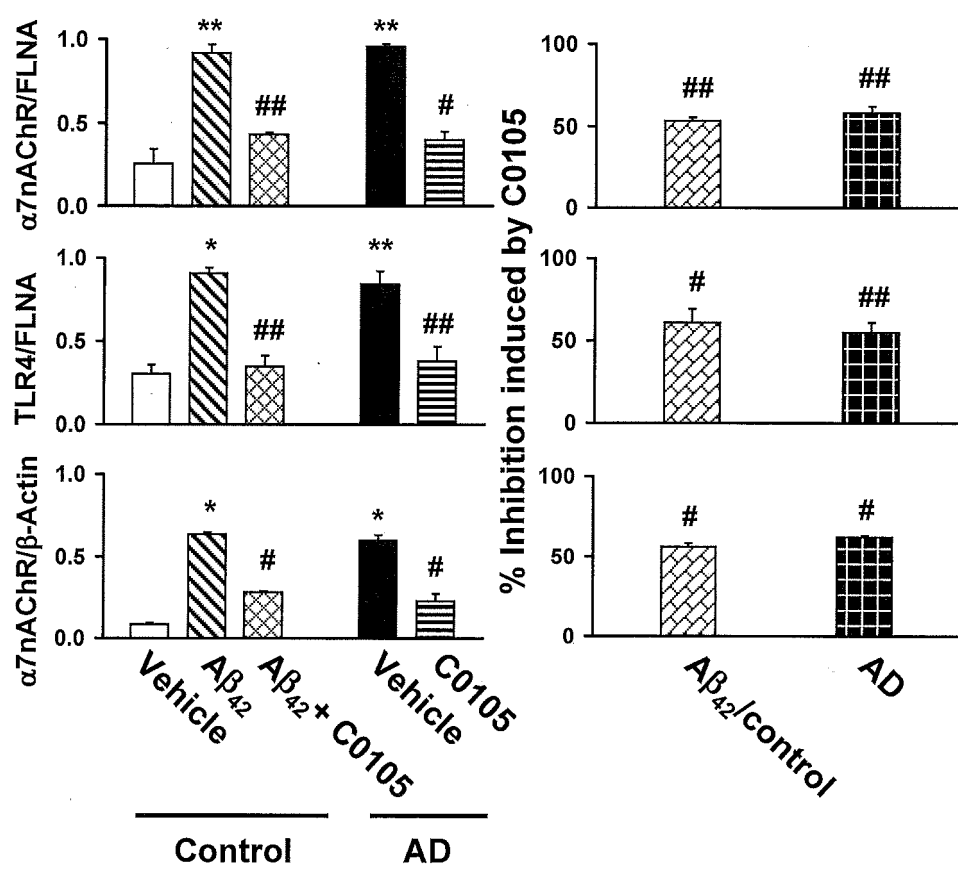 α7nAChR/FLNA
1.0
0.5
0.0
**
##
**
#
TLR4/FLNA
1.0
0.5
0.0
*
##
**
##
α7nAChR/β-Actin
1.0
0.5
0.0
*
#
*
#
Vehicle
Aβ42
Aβ42 + C0105
Vehicle
C0105
Control
AD
% Inhibition induced by C0105
100
50
0
##
##
100
50
0
#
##
100
50
0
#
#
Aβ42/control
AD